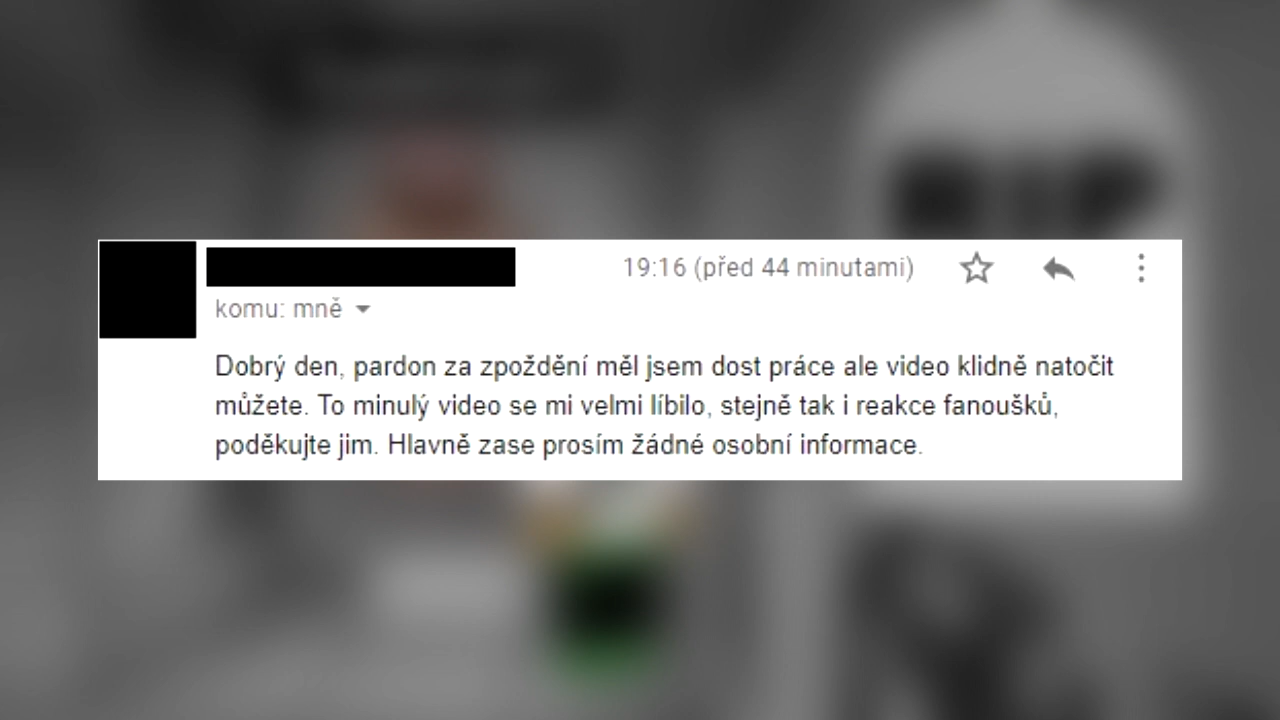 19:16 (před 44 minutami)
komu: mně
Dobrý den, pardon za zpoždění měl jsem dost práce ale video klidně natočit
můžete. To minulý video se mi velmi líbilo, stejně tak i reakce fanoušků,
poděkujte jim. Hlavně zase prosím žádné osobní informace.